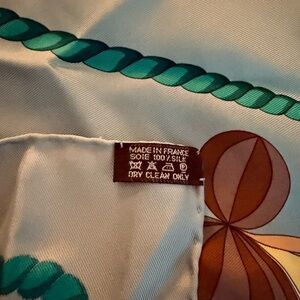 MADE IN FRANCE
SOIE 100% SILK
DRY CLEAN ONLY